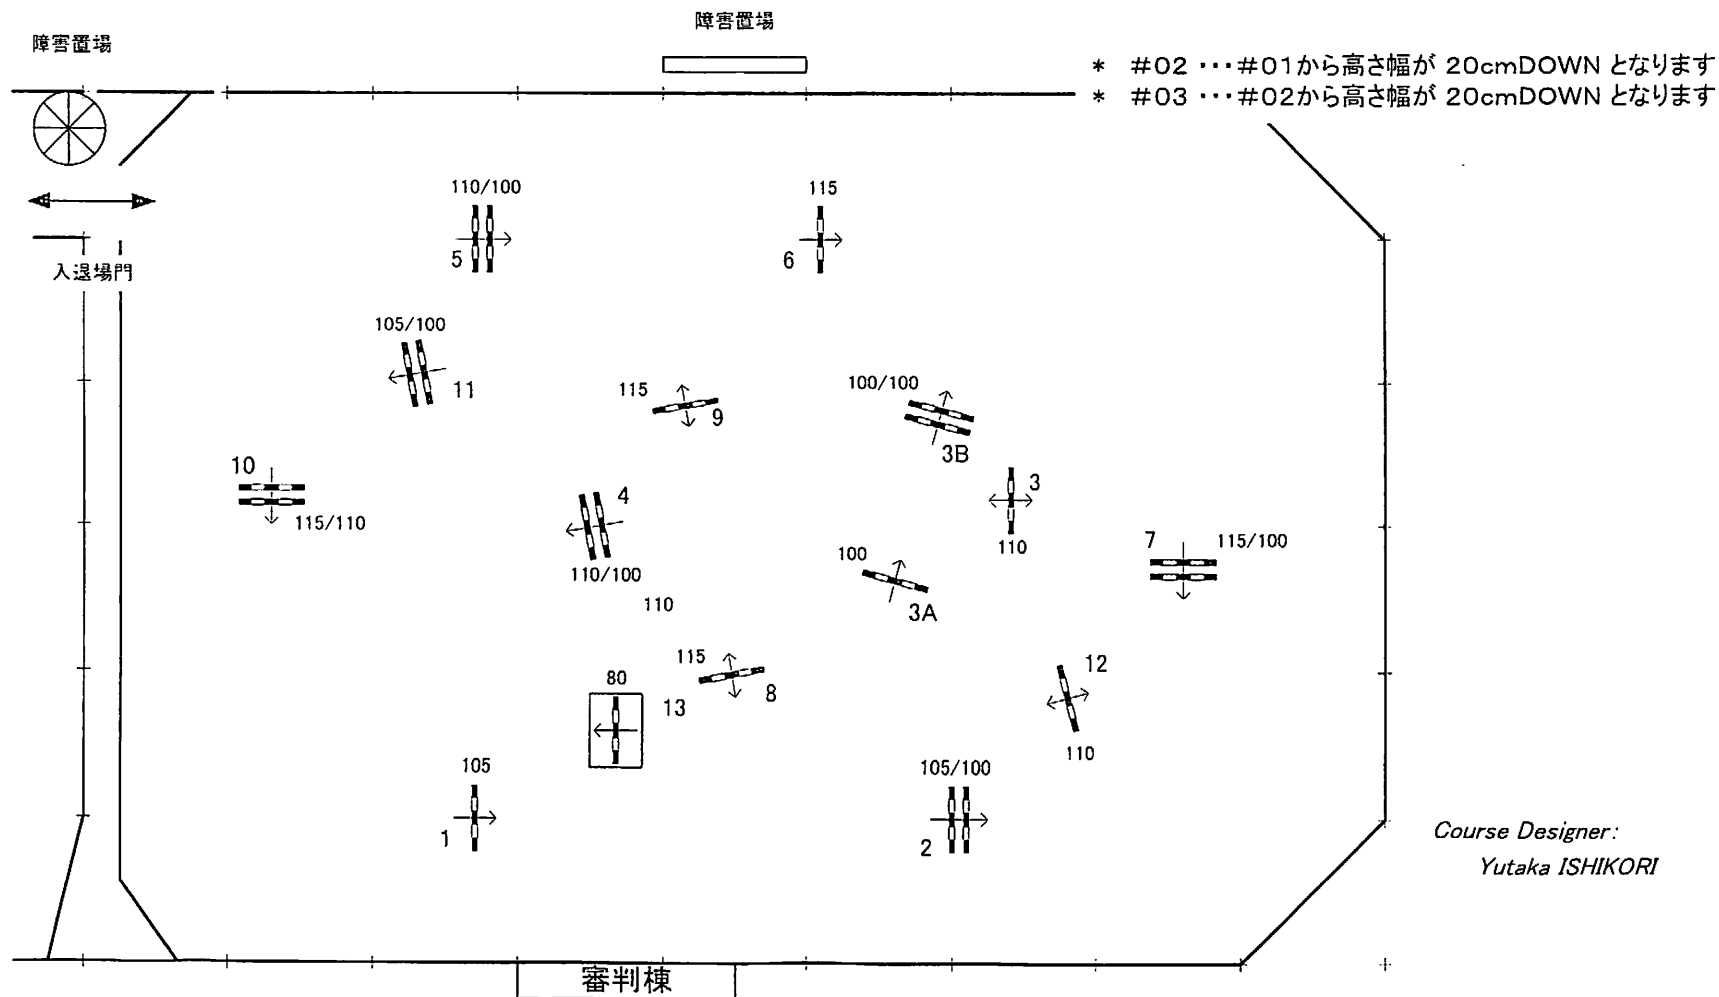 障害置場
障害置場
* #02 ・・・#01から高さ幅が 20cmDOWN となります
* #03 ・・・#02から高さ幅が 20cmDOWN となります
入退場門
110/100
5
115
6
105/100
11
115
9
100/100
3B
10
115/110
4
110/100
3
110
7
115/100
100
3A
110
115
8
12
110
80
13
105
1
105/100
2
Course Designer:
Yutaka ISHIKORI
審判棟